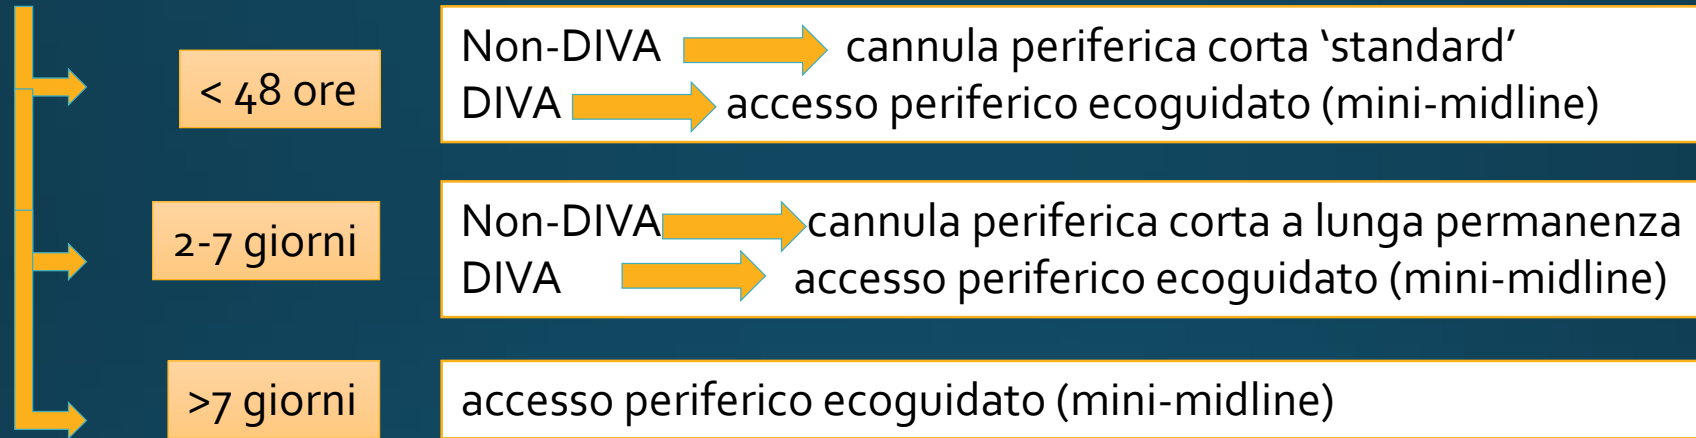 < 48 ore
Non-DIVA cannula periferica corta ‘standard’
DIVA accesso periferico ecoguidato (mini-midline)
2-7 giorni
Non-DIVA cannula periferica corta a lunga permanenza
DIVA accesso periferico ecoguidato (mini-midline)
>7 giorni
accesso periferico ecoguidato (mini-midline)